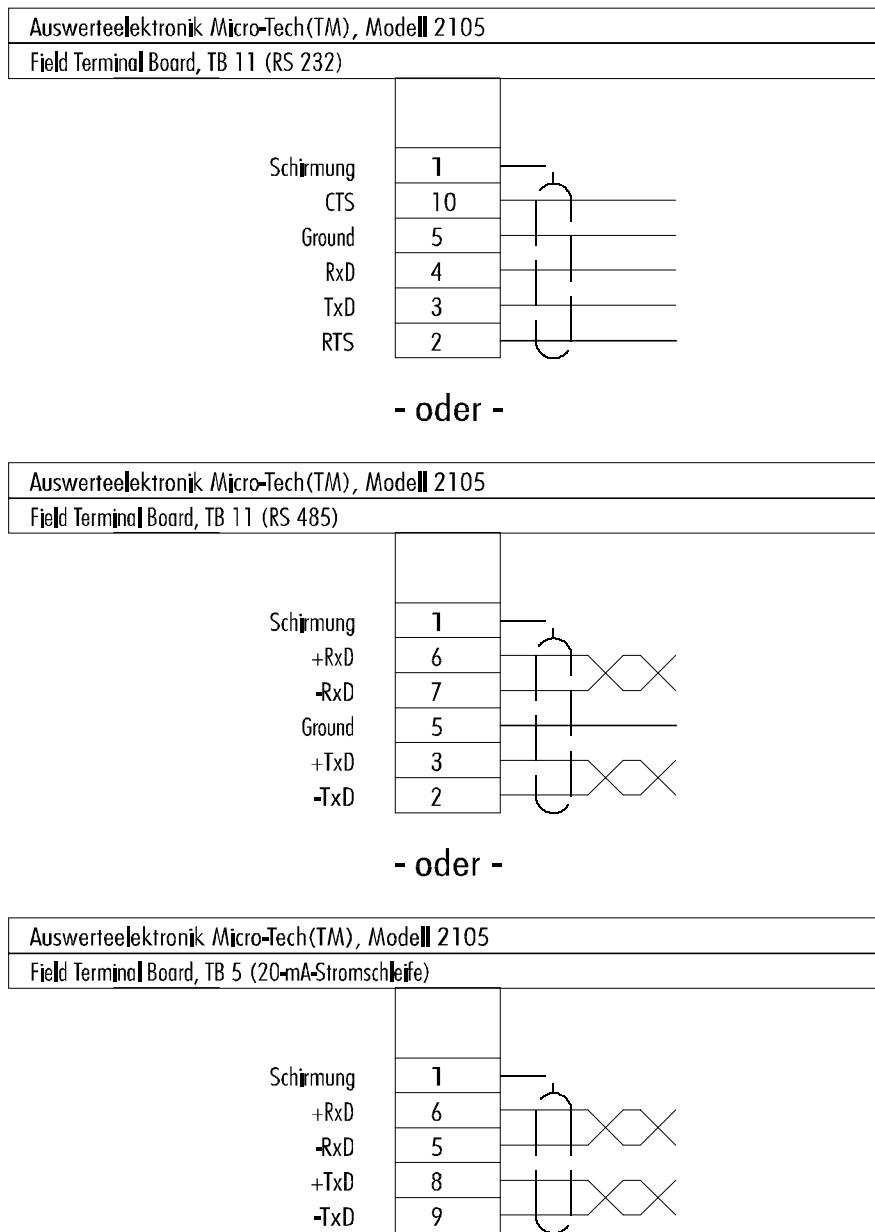 Auswerteelektronik Micro-Tech(TM), Modell 2105
Field Terminal Board, TB 11 (RS 232)
Schirmung 1
CTS 10
Ground 5
RxD 4
TxD 3
RTS 2
- oder -
Auswerteelektronik Micro-Tech(TM), Modell 2105
Field Terminal Board, TB 11 (RS 485)
Schirmung 1
+RxD 6
-RxD 7
Ground 5
+TxD 3
-TxD 2
- oder -
Auswerteelektronik Micro-Tech(TM), Modell 2105
Field Terminal Board, TB 5 (20-mA-Stromschleife)
Schirmung 1
+RxD 6
-RxD 5
+TxD 8
-TxD 9